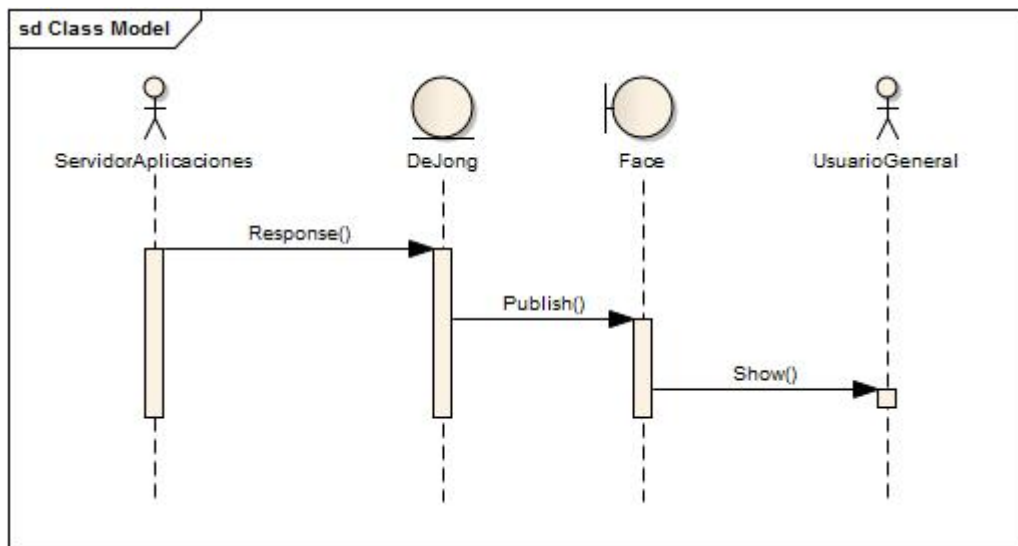 sd Class Model
ServidorAplicaciones
DeJong
Face
UsuarioGeneral
Response()
Publish()
Show()